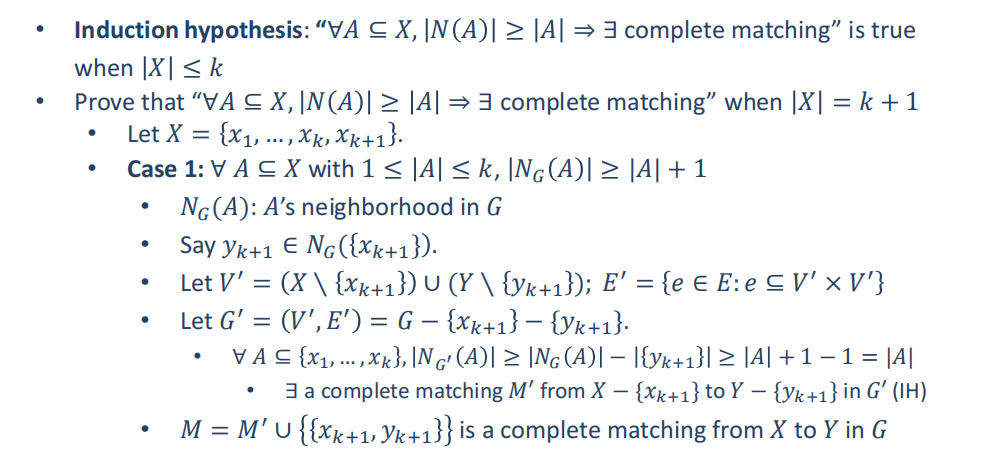 • Induction hypothesis: “∀A ⊆ X, |N(A)| ≥ |A| ⇒ ∃ complete matching” is true
when |X| ≤ k
• Prove that “∀A ⊆ X, |N(A)| ≥ |A| ⇒ ∃ complete matching” when |X| = k + 1
• Let X = {x₁, …, xₖ, xₖ₊₁}.
• Case 1: ∀ A ⊆ X with 1 ≤ |A| ≤ k, |N_G(A)| ≥ |A| + 1
• N_G(A): A’s neighborhood in G
• Say yₖ₊₁ ∈ N_G({xₖ₊₁}).
• Let V′ = (X \ {xₖ₊₁}) ∪ (Y \ {yₖ₊₁}); E′ = {e ∈ E: e ⊆ V′ × V′}
• Let G′ = (V′, E′) = G − {xₖ₊₁} − {yₖ₊₁}.
• ∀ A ⊆ {x₁, …, xₖ}, |N_G′(A)| ≥ |N_G(A)| − |{yₖ₊₁}| ≥ |A| + 1 − 1 = |A|
• ∃ a complete matching M′ from X − {xₖ₊₁} to Y − {yₖ₊₁} in G′ (IH)
• M = M′ ∪ {{xₖ₊₁, yₖ₊₁}} is a complete matching from X to Y in G